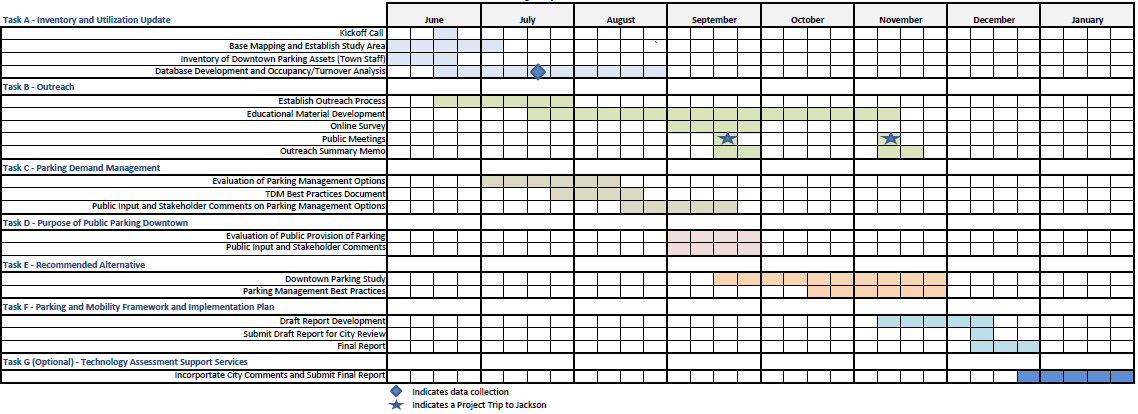 Task A - Inventory and Utilization Update June July August September October November December January
Kickoff Call
Base Mapping and Establish Study Area
Inventory of Downtown Parking Assets (Town Staff)
Database Development and Occupancy/Turnover Analysis
Task B - Outreach
Establish Outreach Process
Educational Material Development
Online Survey
Public Meetings
Outreach Summary Memo
Task C - Parking Demand Management
Evaluation of Parking Management Options
TDM Best Practices Document
Public Input and Stakeholder Comments on Parking Management Options
Task D - Purpose of Public Parking Downtown
Evaluation of Public Provision of Parking
Public Input and Stakeholder Comments
Task E - Recommended Alternative
Downtown Parking Study
Parking Management Best Practices
Task F - Parking and Mobility Framework and Implementation Plan
Draft Report Development
Submit Draft Report for City Review
Final Report
Task G (Optional) - Technology Assessment Support Services
Incorportate City Comments and Submit Final Report
Indicates data collection
Indicates a Project Trip to Jackson